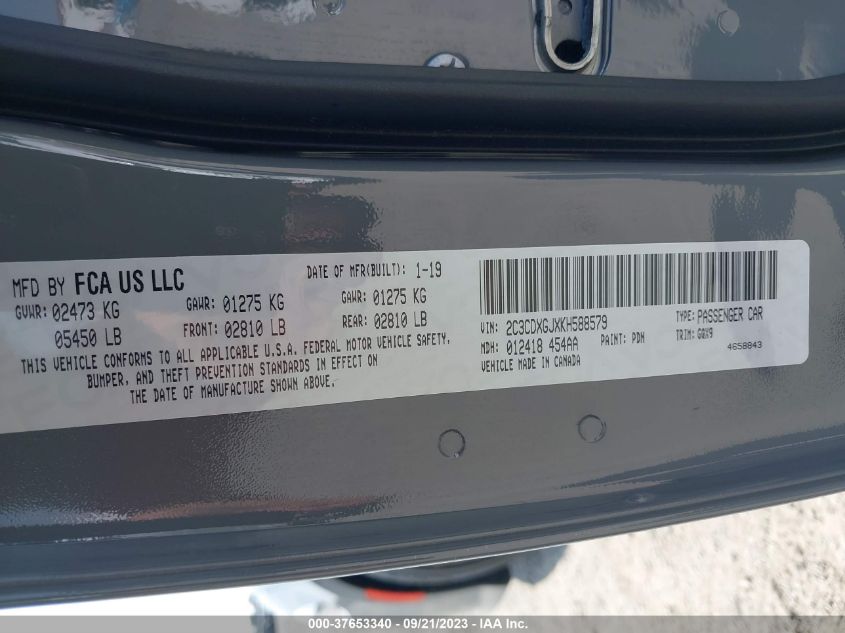 MFD BY FCA US LLC
DATE OF MFR(BUILT): 1-19
GVWR: 02473 KG
GAWR: 01275 KG
GAWR: 01275 KG
05450 LB
FRONT: 02810 LB
REAR: 02810 LB
THIS VEHICLE CONFORMS TO ALL APPLICABLE U.S.A. FEDERAL MOTOR VEHICLE SAFETY,
BUMPER, AND THEFT PREVENTION STANDARDS IN EFFECT ON
THE DATE OF MANUFACTURE SHOWN ABOVE.
VIN: 2C3CDXGJXKH588579
TYPE: PASSENGER CAR
MDH: 012418 454AA
PAINT: PDN
TRIM: GQX9
VEHICLE MADE IN CANADA
4658843
000-37653340 - 09/21/2023 - IAA Inc.